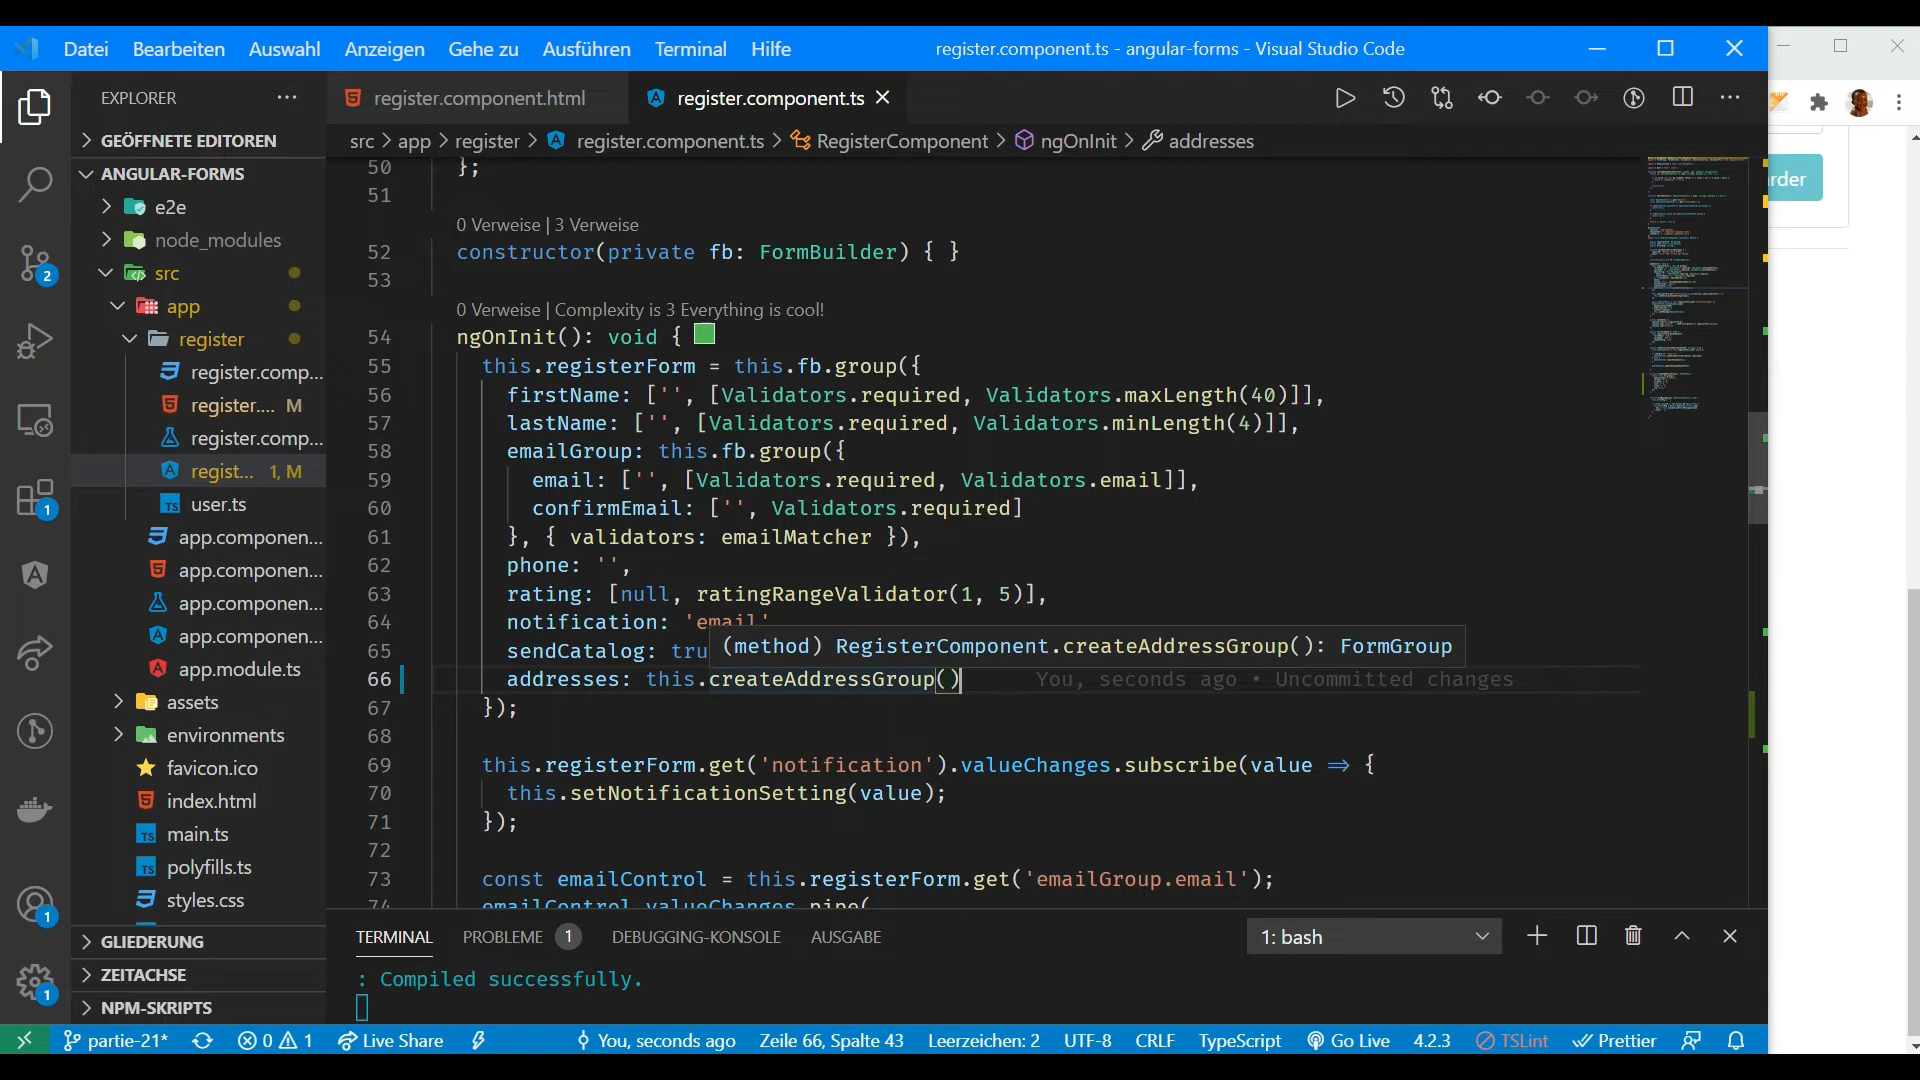 Datei Bearbeiten Auswahl Anzeigen Gehe zu Ausführen Terminal Hilfe register.component.ts - angular-forms - Visual Studio Code
EXPLORER
register.component.html
register.component.ts
GEÖFFNETE EDITOREN
src > app > register > register.component.ts > RegisterComponent > ngOnInit > addresses
ANGULAR-FORMS
e2e
node_modules
src
app
register
register.comp...
register.... M
register.comp...
regist... 1, M
user.ts
app.componen...
app.componen...
app.componen...
app.componen...
app.module.ts
assets
environments
favicon.ico
index.html
main.ts
polyfills.ts
styles.css
GLIEDERUNG
ZEITACHSE
NPM-SKRIPTS
2
1
1
1
50 };
51
0 Verweise | 3 Verweise
52 constructor(private fb: FormBuilder) { }
53
0 Verweise | Complexity is 3 Everything is cool!
54 ngOnInit(): void {
55 this.registerForm = this.fb.group({
56 firstName: ['', [Validators.required, Validators.maxLength(40)]],
57 lastName: ['', [Validators.required, Validators.minLength(4)]],
58 emailGroup: this.fb.group({
59 email: ['', [Validators.required, Validators.email]],
60 confirmEmail: ['', Validators.required]
61 }, { validators: emailMatcher }),
62 phone: '',
63 rating: [null, ratingRangeValidator(1, 5)],
64 notification: 'email'
65 sendCatalog: tru
(method) RegisterComponent.createAddressGroup(): FormGroup
66 addresses: this.createAddressGroup() You, seconds ago • Uncommitted changes
67 });
68
69 this.registerForm.get('notification').valueChanges.subscribe(value => {
70 this.setNotificationSetting(value);
71 });
72
73 const emailControl = this.registerForm.get('emailGroup.email');
74 emailControl.valueChanges.pipe(
TERMINAL PROBLEME 1 DEBUGGING-KONSOLE AUSGABE 1: bash
: Compiled successfully.
partie-21* 0 1 Live Share You, seconds ago Zeile 66, Spalte 43 Leerzeichen: 2 UTF-8 CRLF TypeScript Go Live 4.2.3 TSLint Prettier
rder